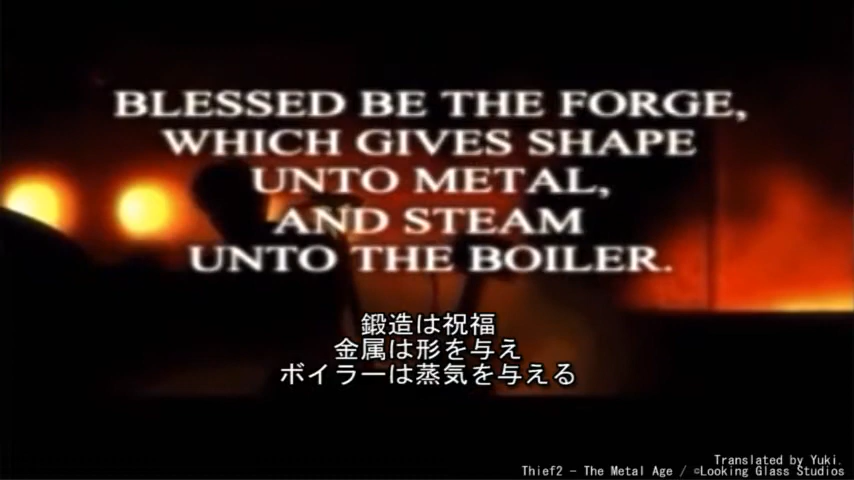 BLESSED BE THE FORGE,
WHICH GIVES SHAPE
UNTO METAL,
AND STEAM
UNTO THE BOILER.
鍛造は祝福
金属は形を与え
ボイラーは蒸気を与える
Translated by Yuki.
Thief2 - The Metal Age / ©Looking Glass Studios